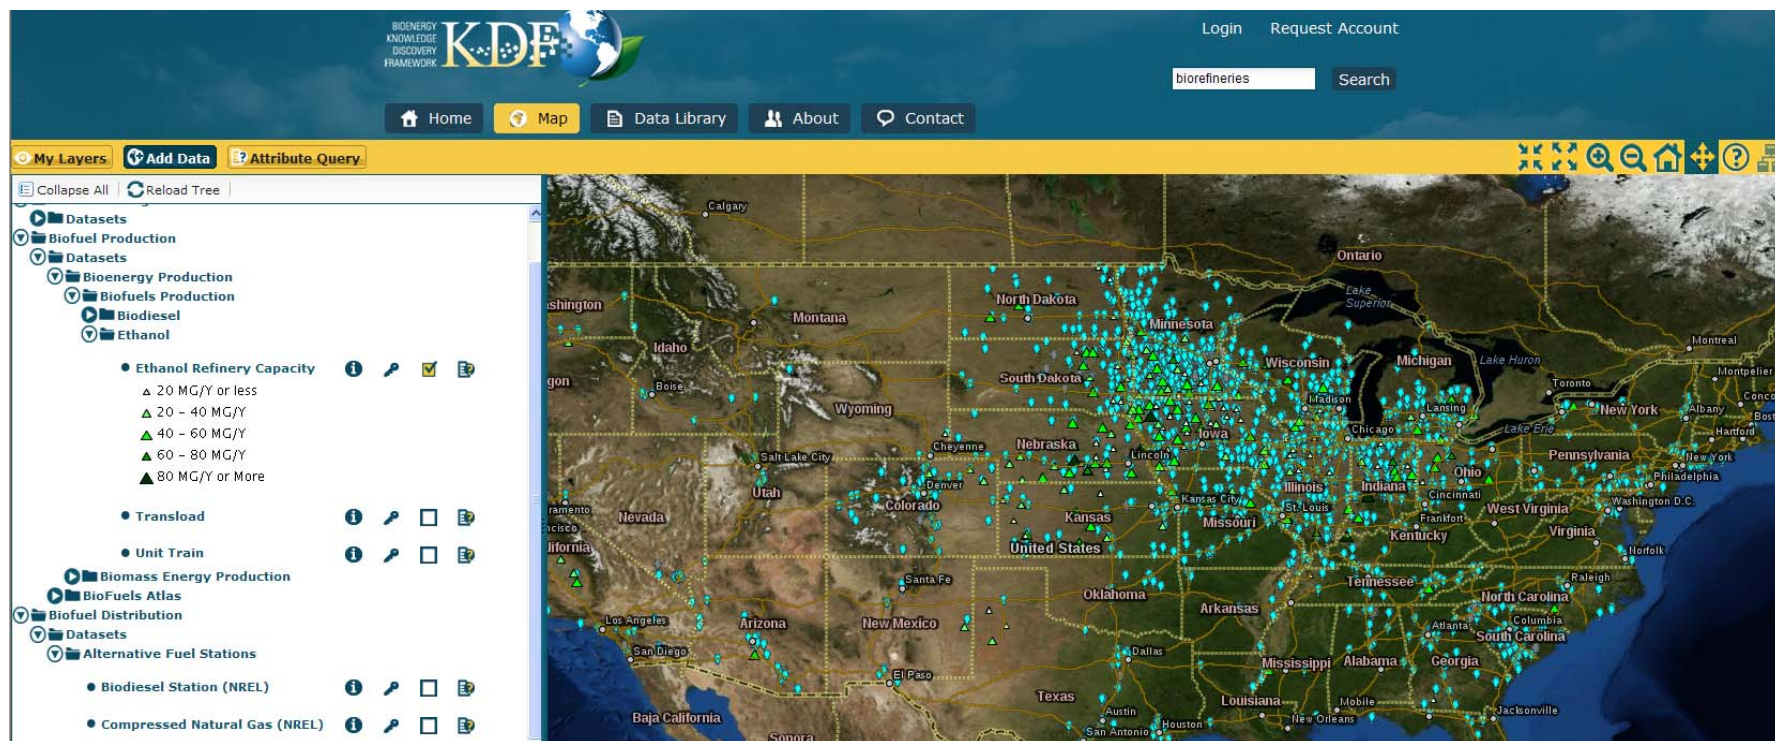 BIOENERGY
KNOWLEDGE
DISCOVERY
FRAMEWORK
KDF
Login Request Account
biorefineries Search
Home Map Data Library About Contact
My Layers Add Data Attribute Query
Collapse All Reload Tree
Datasets
Biofuel Production
Datasets
Bioenergy Production
Biofuels Production
Biodiesel
Ethanol
Ethanol Refinery Capacity
20 MG/Y or less
20 - 40 MG/Y
40 - 60 MG/Y
60 - 80 MG/Y
80 MG/Y or More
Transload
Unit Train
Biomass Energy Production
BioFuels Atlas
Biofuel Distribution
Datasets
Alternative Fuel Stations
Biodiesel Station (NREL)
Compressed Natural Gas (NREL)
Calgary
Ontario
Lake
Superior
shington
North Dakota
Montana
Minnesota
Montreal
Idaho
Wisconsin
Michigan
Lake Huron
Montpelier
gon
Boise
South Dakota
Toronto
Wyoming
Madison
Lansing
New York
Albany
Conco
Bost
Chicago
Lake Erie
Hartford
Cheyenne
Nebraska
Iowa
Lincoln
Pennsylvania
New York
Salt Lake City
Ohio
Philadelphia
Utah
Denver
Illinois
Indiana
Cincinnati
Colorado
Kansas City
Washington D.C.
ramento
Nevada
Kansas
Missouri
St. Louis
Frankfort
West Virginia
ncisco
Kentucky
Virginia
lifornia
United States
Norfolk
Santa Fe
Oklahoma
Tennessee
Raleigh
Arkansas
North Carolina
Los Angeles
Arizona
New Mexico
Atlanta
Columbia
South Carolina
San Diego
Dallas
Mississippi
Alabama
Georgia
El Paso
Texas
Louisiana
Mobile
Jacksonville
Baja California
Austin
Houston
New Orleans
San Antonio
Sonora